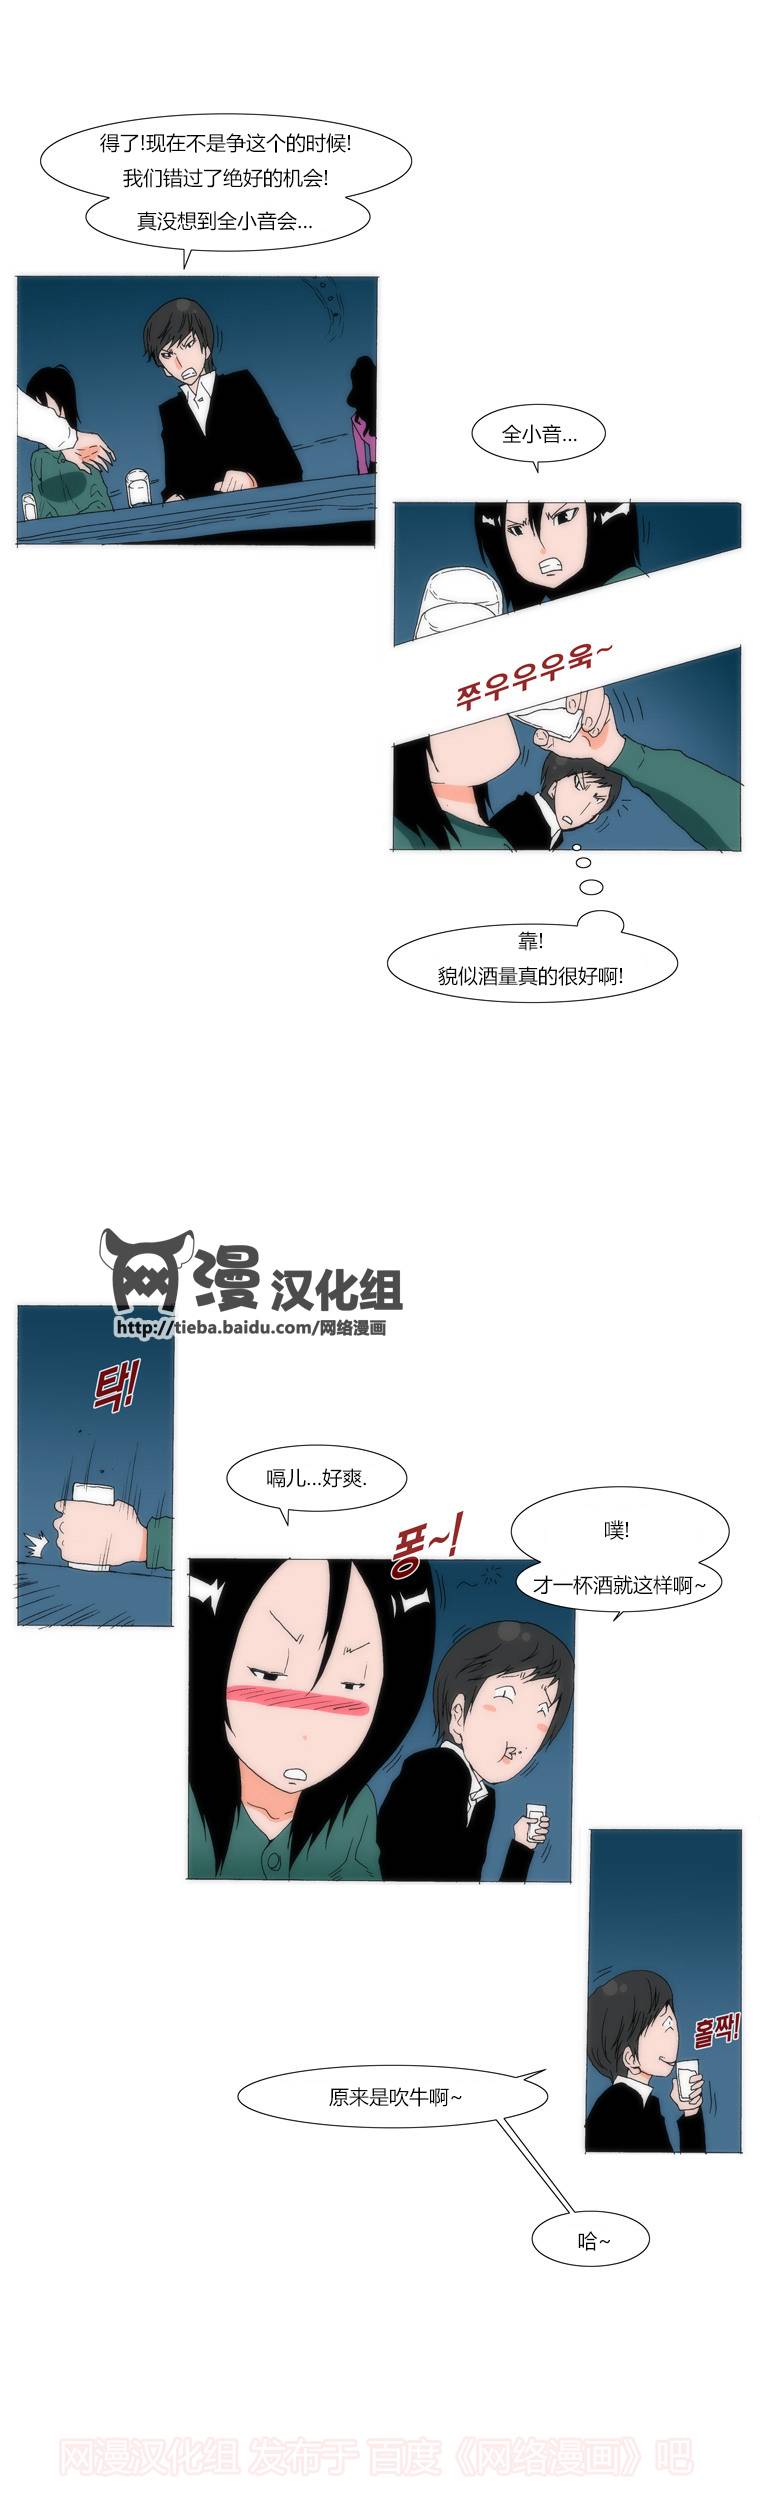 得了!现在不是争这个的时候!
我们错过了绝好的机会!
真没想到全小音会...
全小音...
쭈우우우욱~
靠!
貌似酒量真的很好啊!
网漫汉化组
http://tieba.baidu.com/网络漫画
탁!
嗝儿...好爽.
퐁~!
噗!
才一杯酒就这样啊~
홀짝!
原来是吹牛啊~
哈~
网漫汉化组 发布于 百度《网络漫画》吧